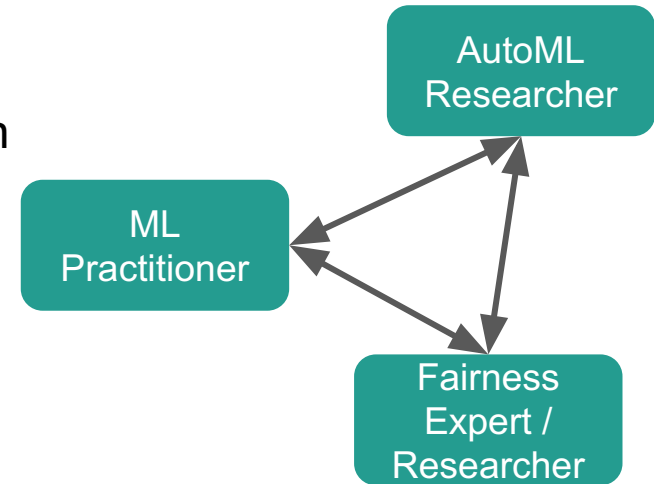 AutoML
Researcher
n
ML
Practitioner
Fairness
Expert /
Researcher